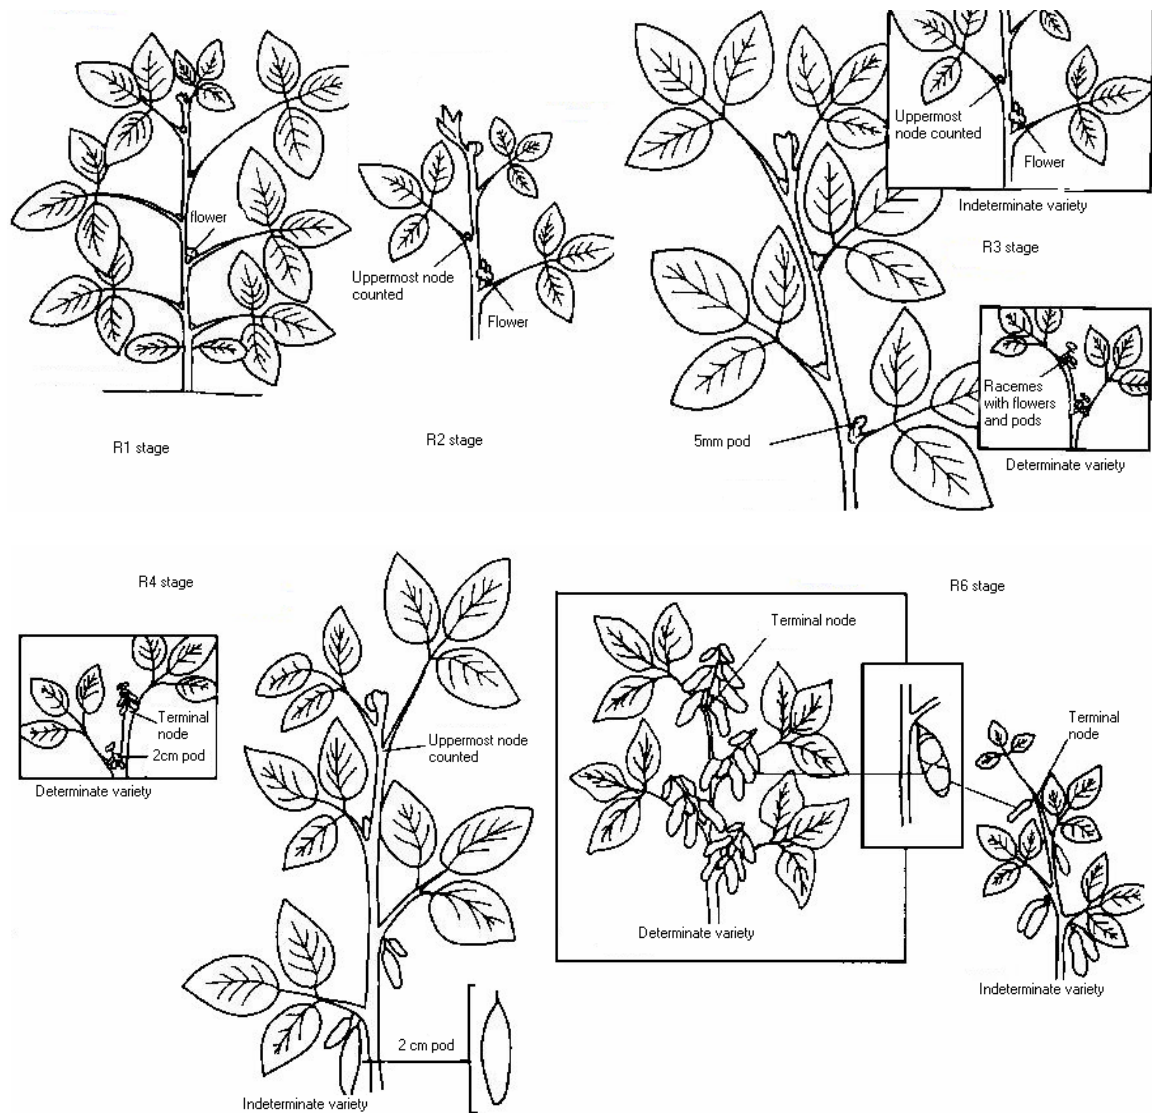 flower
R1 stage
Uppermost node
counted
Flower
R2 stage
Uppermost
node counted
Flower
Indeterminate variety
R3 stage
Racemes
with flowers
and pods
5mm pod
Determinate variety
R4 stage
Terminal
node
2cm pod
Determinate variety
Uppermost node
counted
2 cm pod
Indeterminate variety
R6 stage
Terminal node
Determinate variety
Terminal
node
Indeterminate variety